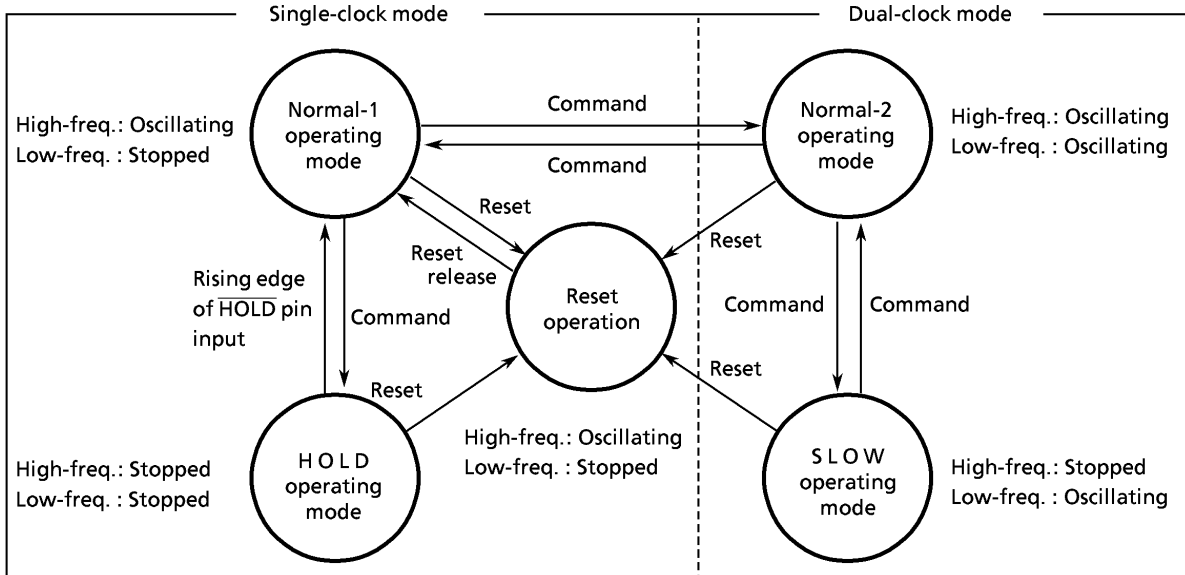 Single-clock mode
Dual-clock mode
Normal-1
operating
mode
High-freq.: Oscillating
Low-freq. : Stopped
Command
Command
Normal-2
operating
mode
High-freq.: Oscillating
Low-freq. : Oscillating
Reset
Reset
release
Reset
Rising edge
of H̅O̅L̅D̅ pin
input
Command
Reset
operation
Command
Command
Reset
Reset
High-freq.: Oscillating
Low-freq. : Stopped
High-freq.: Stopped
Low-freq. : Stopped
H O L D
operating
mode
S L O W
operating
mode
High-freq.: Stopped
Low-freq. : Oscillating